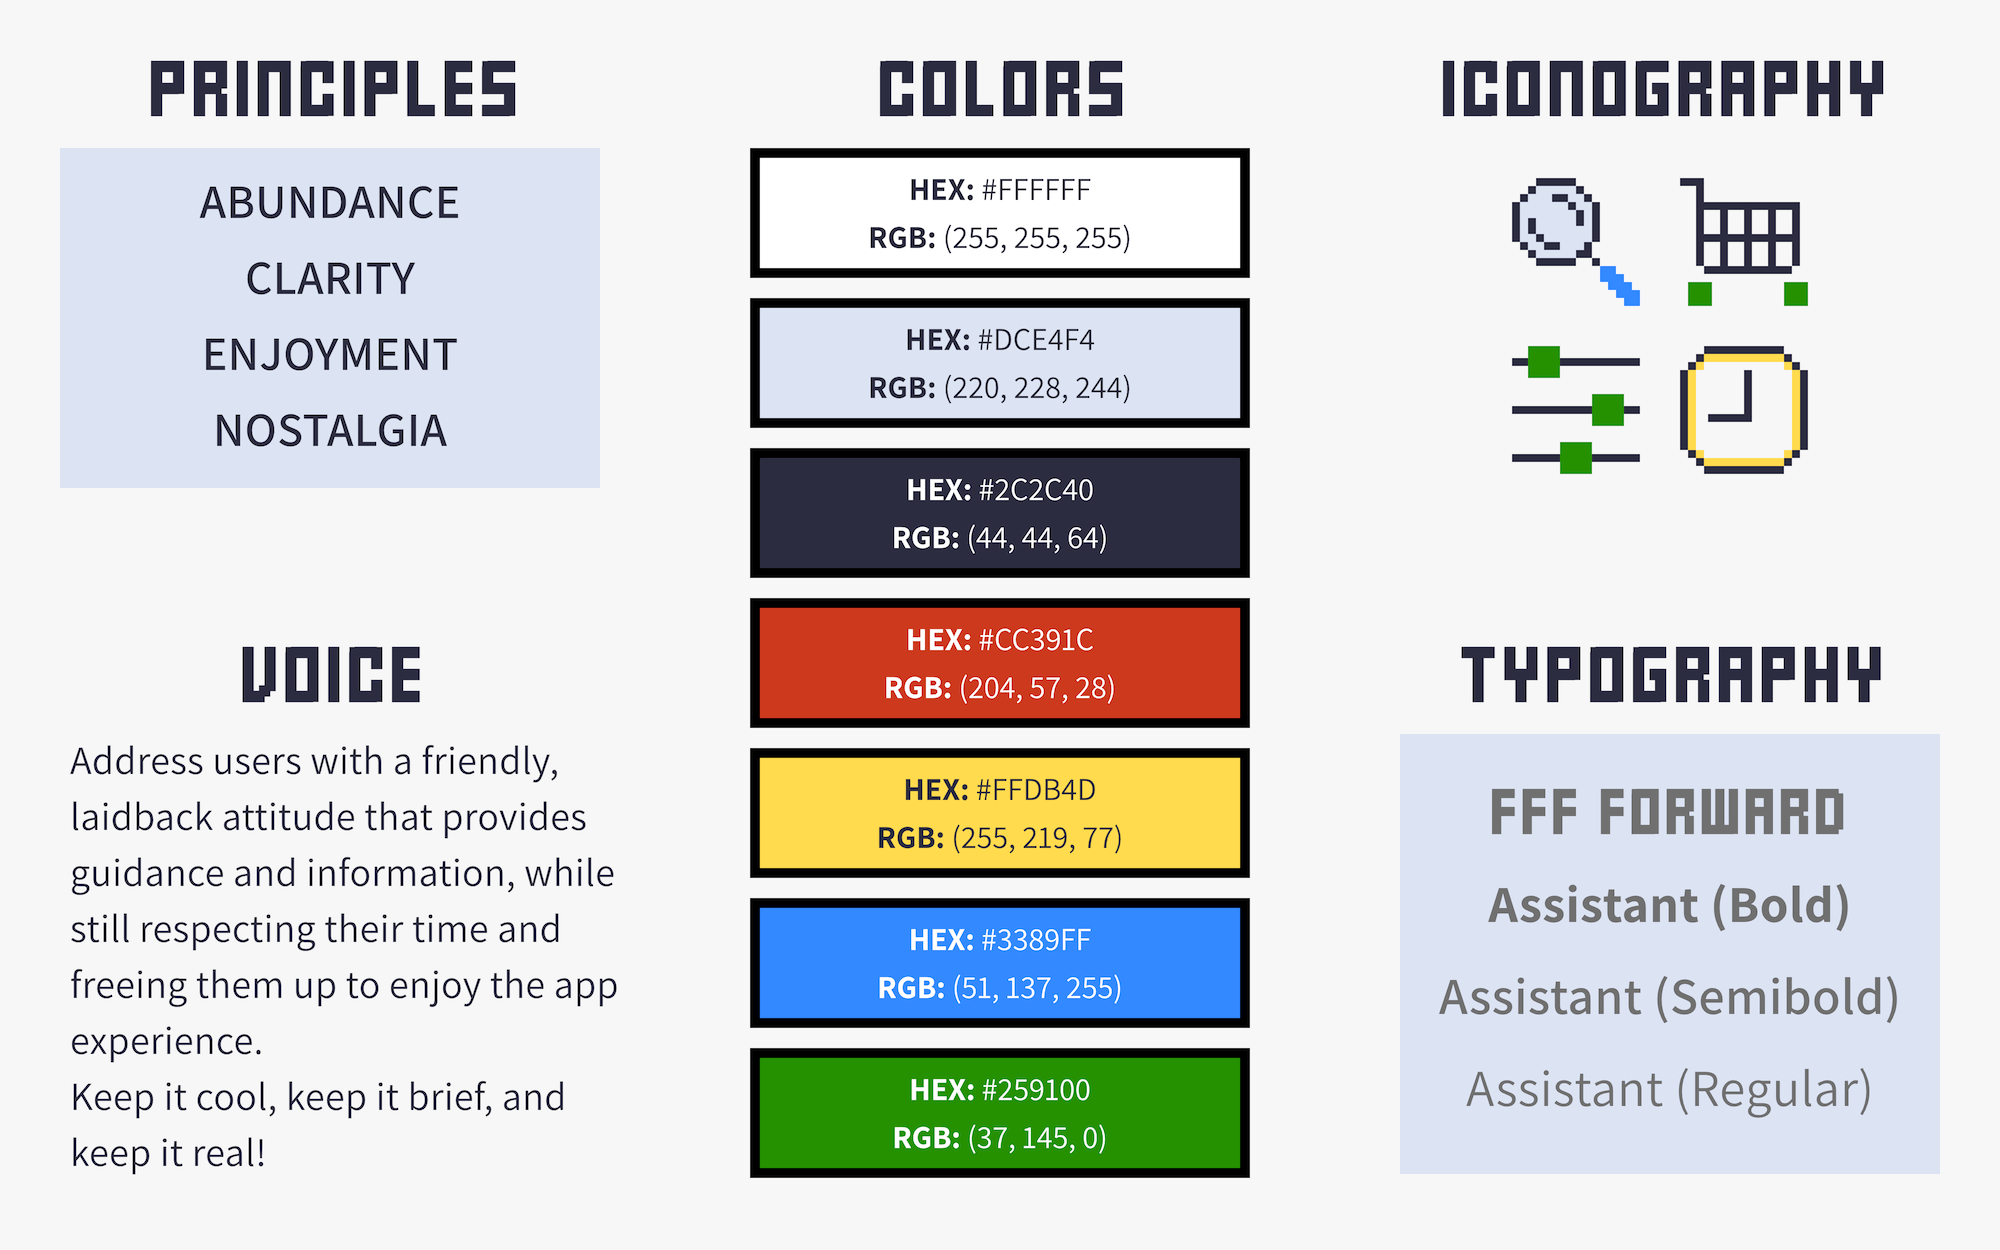 PRINCIPLES
ABUNDANCE
CLARITY
ENJOYMENT
NOSTALGIA
VOICE
Address users with a friendly,
laidback attitude that provides
guidance and information, while
still respecting their time and
freeing them up to enjoy the app
experience.
Keep it cool, keep it brief, and
keep it real!
COLORS
HEX: #FFFFFF
RGB: (255, 255, 255)
HEX: #DCE4F4
RGB: (220, 228, 244)
HEX: #2C2C40
RGB: (44, 44, 64)
HEX: #CC391C
RGB: (204, 57, 28)
HEX: #FFDB4D
RGB: (255, 219, 77)
HEX: #3389FF
RGB: (51, 137, 255)
HEX: #259100
RGB: (37, 145, 0)
ICONOGRAPHY
TYPOGRAPHY
FFF FORWARD
Assistant (Bold)
Assistant (Semibold)
Assistant (Regular)